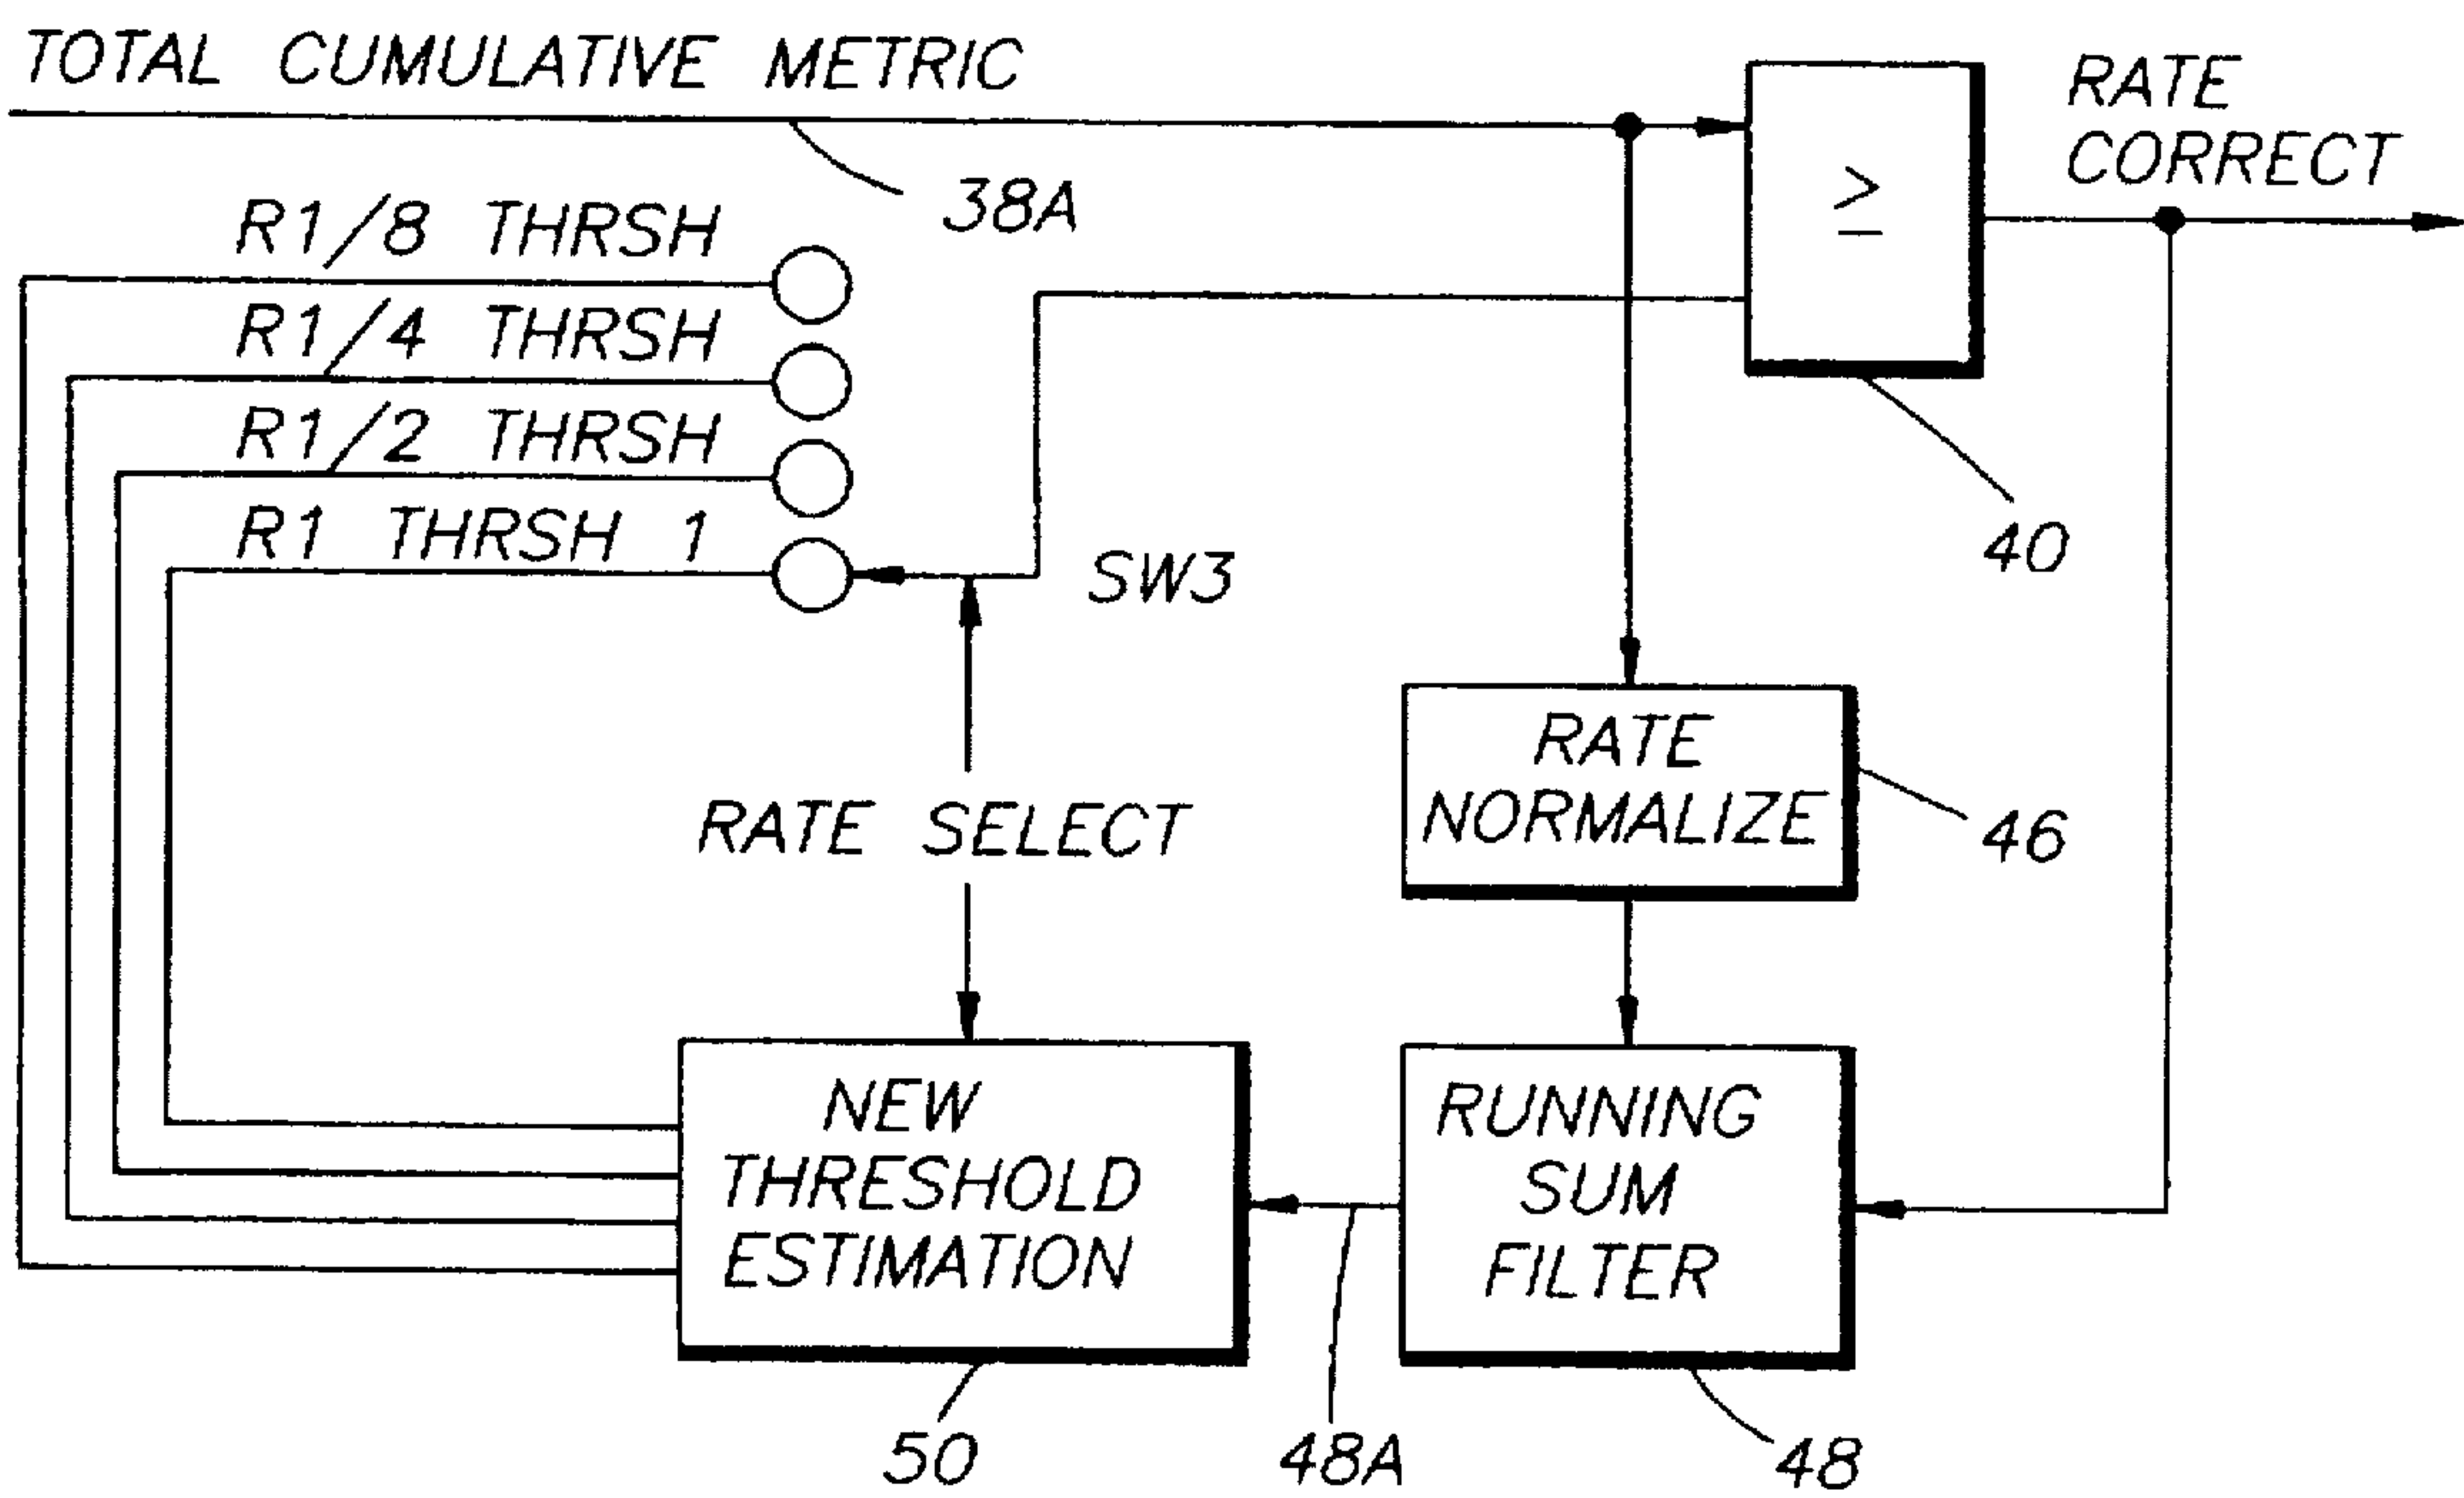 TOTAL CUMULATIVE METRIC
RATE
CORRECT
≥
38A
R1/8 THRSH
R1/4 THRSH
R1/2 THRSH
R1 THRSH 1
SW3
40
RATE
NORMALIZE
46
RATE SELECT
NEW
THRESHOLD
ESTIMATION
RUNNING
SUM
FILTER
50
48A
48